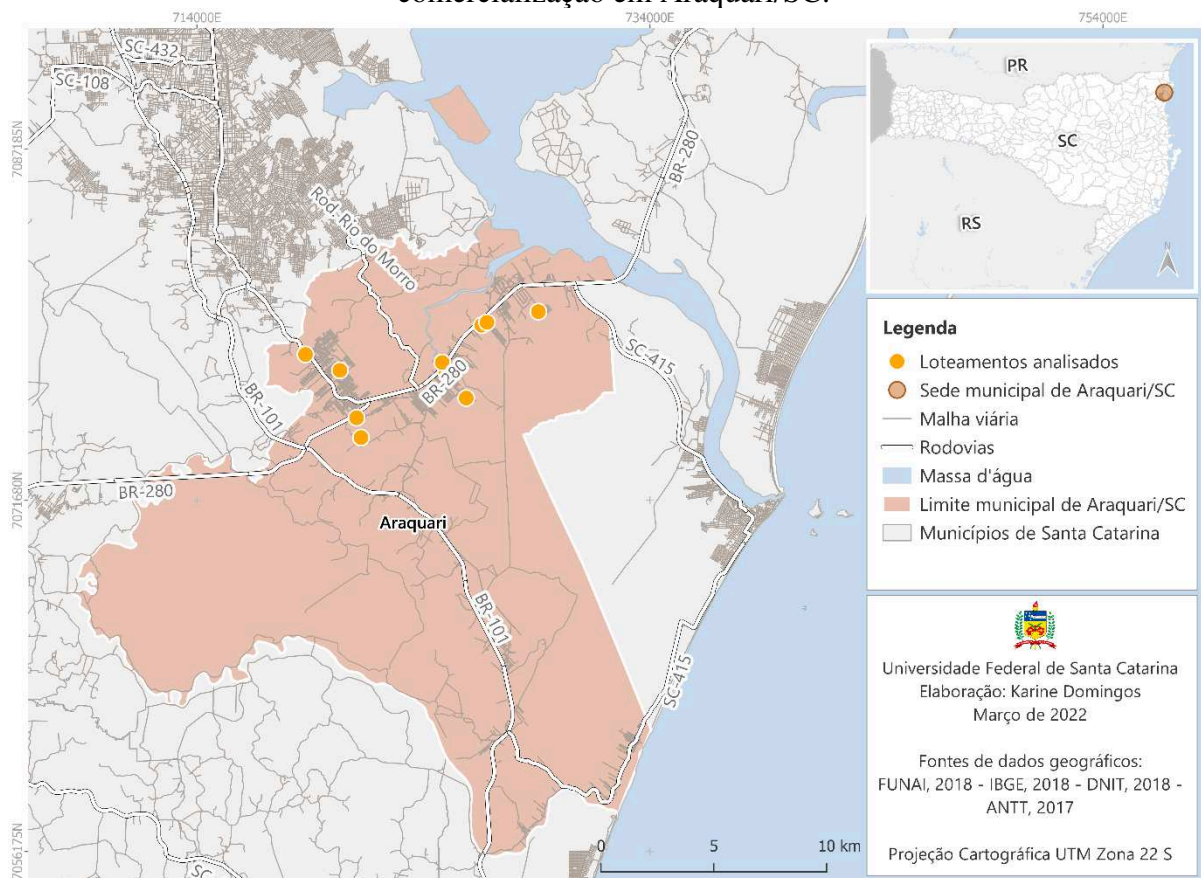 comercialização em Araquari/SC.
714000E
734000E
754000E
7087185N
7071680N
7056175N
SC-432
SC-108
Rod. Rio do Morro
BR-280
BR-280
SC-415
BR-101
BR-280
Araquari
BR-101
SC-415
SC
0 5 10 km
PR
SC
RS
N
Legenda
Loteamentos analisados
Sede municipal de Araquari/SC
Malha viária
Rodovias
Massa d'água
Limite municipal de Araquari/SC
Municípios de Santa Catarina
Universidade Federal de Santa Catarina
Elaboração: Karine Domingos
Março de 2022
Fontes de dados geográficos:
FUNAI, 2018 - IBGE, 2018 - DNIT, 2018 -
ANTT, 2017
Projeção Cartográfica UTM Zona 22 S